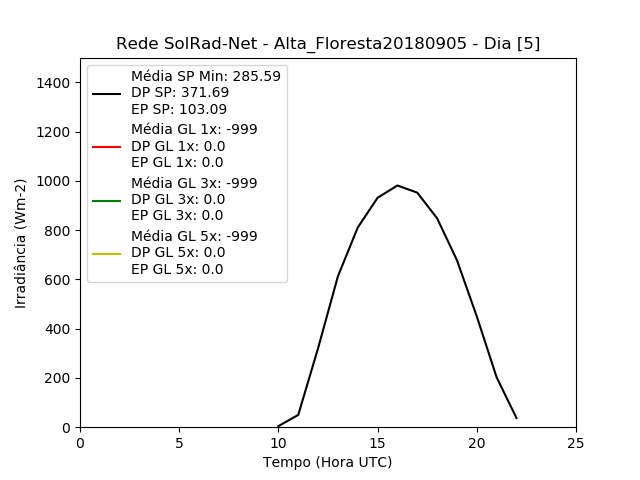 Rede SolRad-Net - Alta_Floresta20180905 - Dia [5]
Média SP Min: 285.59
DP SP: 371.69
EP SP: 103.09
Média GL 1x: -999
DP GL 1x: 0.0
EP GL 1x: 0.0
Média GL 3x: -999
DP GL 3x: 0.0
EP GL 3x: 0.0
Média GL 5x: -999
DP GL 5x: 0.0
EP GL 5x: 0.0
Irradiância (Wm-2)
1400
1200
1000
800
600
400
200
0
0 5 10 15 20 25
Tempo (Hora UTC)